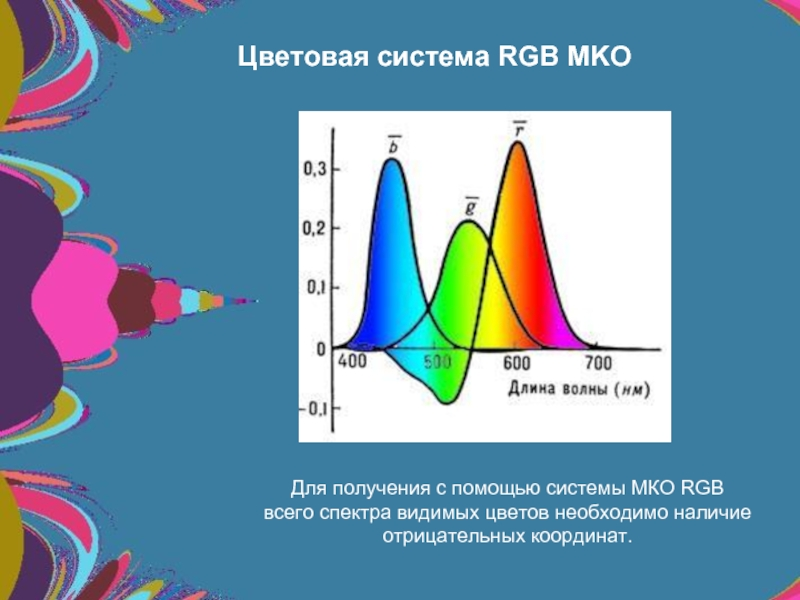 Цветовая система RGB МКО
b̄
r̄
ḡ
0,3
0,2
0,1
0
-0,1
400 500 600 700
Длина волны (нм)
Для получения с помощью системы МКО RGB
всего спектра видимых цветов необходимо наличие
отрицательных координат.